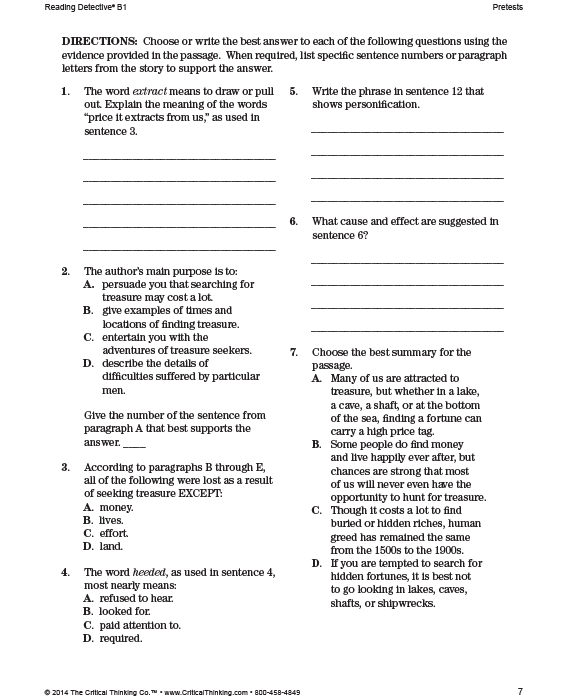 Reading Detective® B1
Pretests
DIRECTIONS: Choose or write the best answer to each of the following questions using the
evidence provided in the passage. When required, list specific sentence numbers or paragraph
letters from the story to support the answer.
1. The word extract means to draw or pull
out. Explain the meaning of the words
“price it extracts from us,” as used in
sentence 3.
2. The author’s main purpose is to:
A. persuade you that searching for
treasure may cost a lot.
B. give examples of times and
locations of finding treasure.
C. entertain you with the
adventures of treasure seekers.
D. describe the details of
difficulties suffered by particular
men.
Give the number of the sentence from
paragraph A that best supports the
answer. ____
3. According to paragraphs B through E,
all of the following were lost as a result
of seeking treasure EXCEPT:
A. money.
B. lives.
C. effort.
D. land.
4. The word heeded, as used in sentence 4,
most nearly means:
A. refused to hear.
B. looked for.
C. paid attention to.
D. required.
5. Write the phrase in sentence 12 that
shows personification.
6. What cause and effect are suggested in
sentence 6?
7. Choose the best summary for the
passage.
A. Many of us are attracted to
treasure, but whether in a lake,
a cave, a shaft, or at the bottom
of the sea, finding a fortune can
carry a high price tag.
B. Some people do find money
and live happily ever after, but
chances are strong that most
of us will never even have the
opportunity to hunt for treasure.
C. Though it costs a lot to find
buried or hidden riches, human
greed has remained the same
from the 1500s to the 1900s.
D. If you are tempted to search for
hidden fortunes, it is best not
to go looking in lakes, caves,
shafts, or shipwrecks.
© 2014 The Critical Thinking Co.™ • www.CriticalThinking.com • 800-458-4849
7